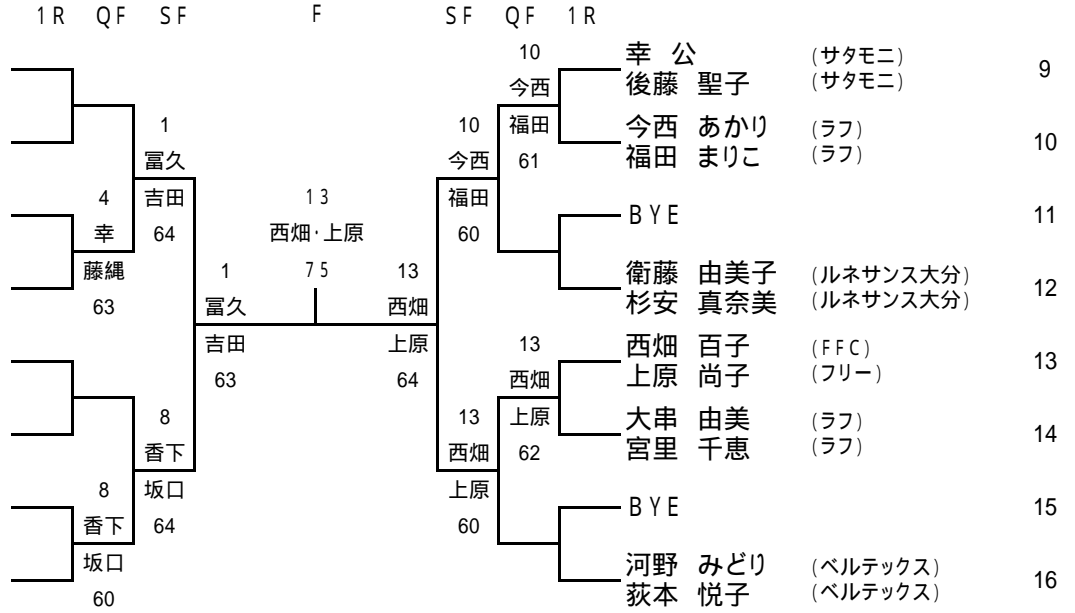 1R QF SF F SF QF 1R
幸 公 (サタモニ)
後藤 聖子 (サタモニ)
9
今西 あかり (ラフ)
福田 まりこ (ラフ)
10
BYE
11
衛藤 由美子 (ルネサンス大分)
杉安 真奈美 (ルネサンス大分)
12
西畑 百子 (FFC)
上原 尚子 (フリー)
13
大串 由美 (ラフ)
宮里 千恵 (ラフ)
14
BYE
15
河野 みどり (ベルテックス)
荻本 悦子 (ベルテックス)
16
4
幸
藤縄
63
8
香下
坂口
60
1
冨久
吉田
64
8
香下
坂口
64
1
冨久
吉田
63
13
西畑・上原
75
13
西畑
上原
64
10
今西
福田
60
13
西畑
上原
60
10
今西
福田
61
13
西畑
上原
62